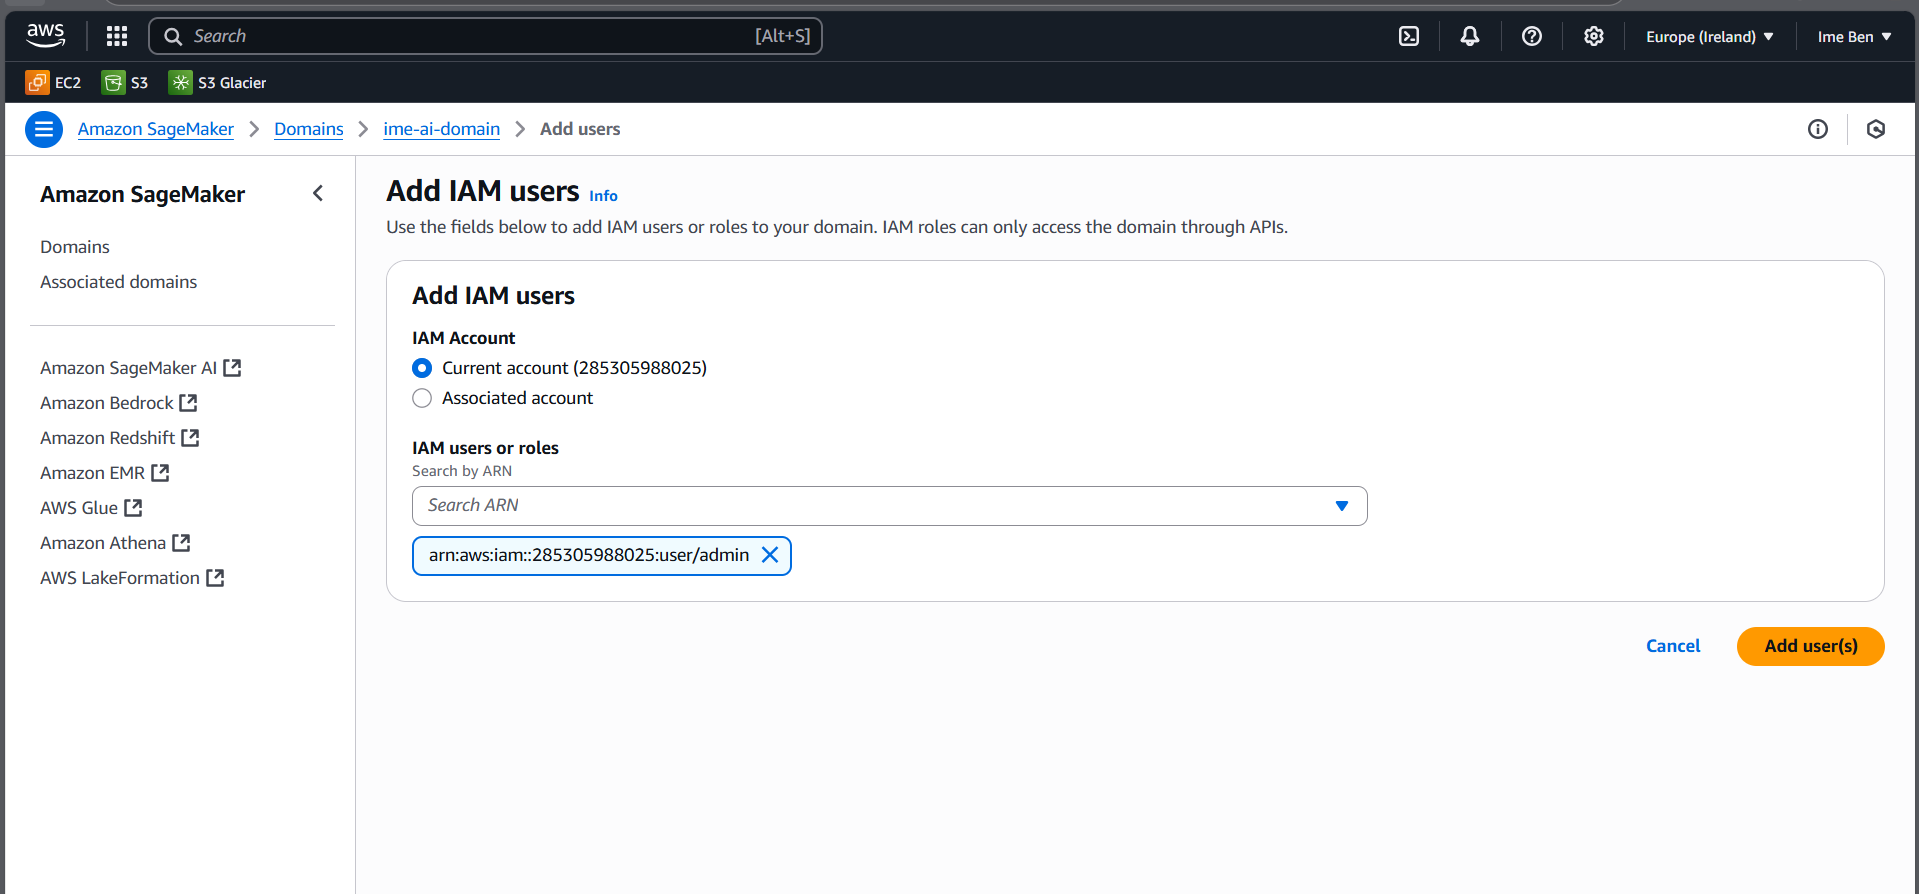 aws
Search [Alt+S]
Europe (Ireland)
Ime Ben
EC2
S3
S3 Glacier
Amazon SageMaker
Domains
ime-ai-domain
Add users
Amazon SageMaker
Domains
Associated domains
Amazon SageMaker AI
Amazon Bedrock
Amazon Redshift
Amazon EMR
AWS Glue
Amazon Athena
AWS LakeFormation
Add IAM users Info
Use the fields below to add IAM users or roles to your domain. IAM roles can only access the domain through APIs.
Add IAM users
IAM Account
Current account (285305988025)
Associated account
IAM users or roles
Search by ARN
Search ARN
arn:aws:iam::285305988025:user/admin
Cancel
Add user(s)